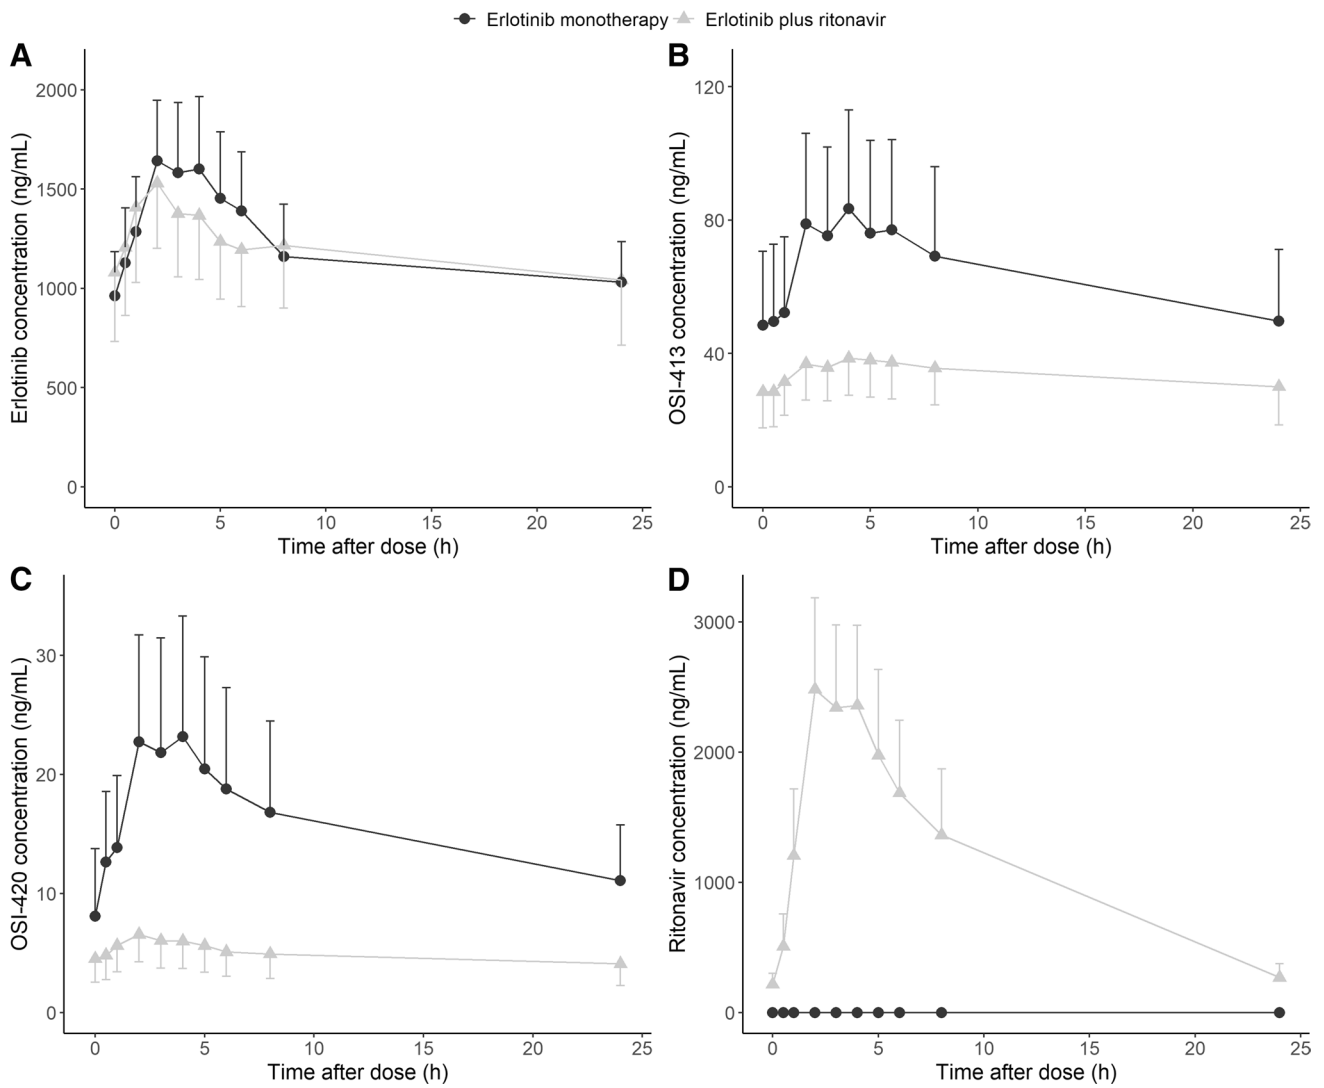 Erlotinib monotherapy Erlotinib plus ritonavir
A
Erlotinib concentration (ng/mL)
2000
1500
1000
500
0
0 5 10 15 20 25
Time after dose (h)
B
OSI-413 concentration (ng/mL)
120
80
40
0
0 5 10 15 20 25
Time after dose (h)
C
OSI-420 concentration (ng/mL)
30
20
10
0
0 5 10 15 20 25
Time after dose (h)
D
Ritonavir concentration (ng/mL)
3000
2000
1000
0
0 5 10 15 20 25
Time after dose (h)